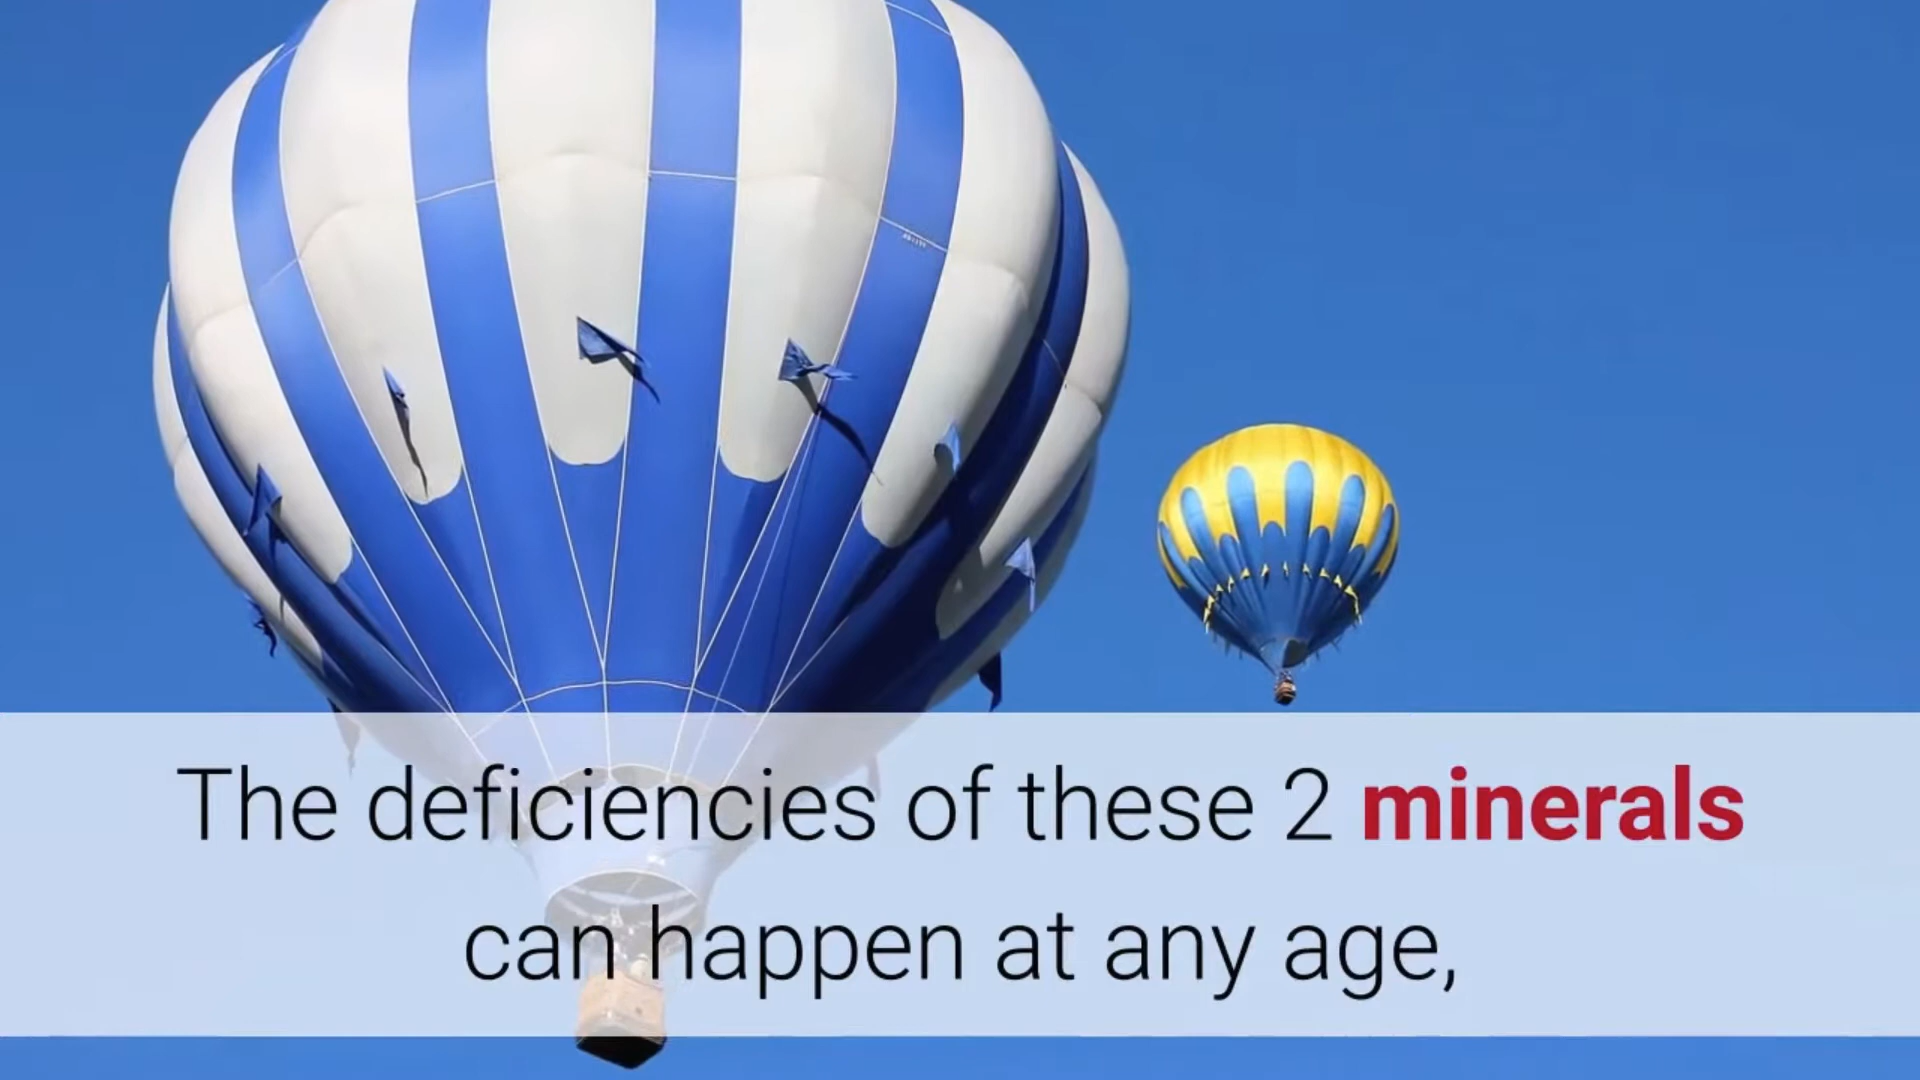 The deficiencies of these 2 minerals
can happen at any age,